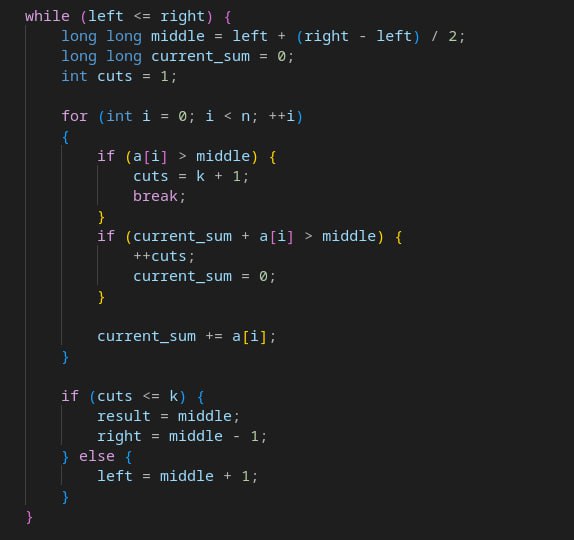 while (left <= right) {
    long long middle = left + (right - left) / 2;
    long long current_sum = 0;
    int cuts = 1;

    for (int i = 0; i < n; ++i)
    {
        if (a[i] > middle) {
            cuts = k + 1;
            break;
        }
        if (current_sum + a[i] > middle) {
            ++cuts;
            current_sum = 0;
        }

        current_sum += a[i];
    }

    if (cuts <= k) {
        result = middle;
        right = middle - 1;
    } else {
        left = middle + 1;
    }
}